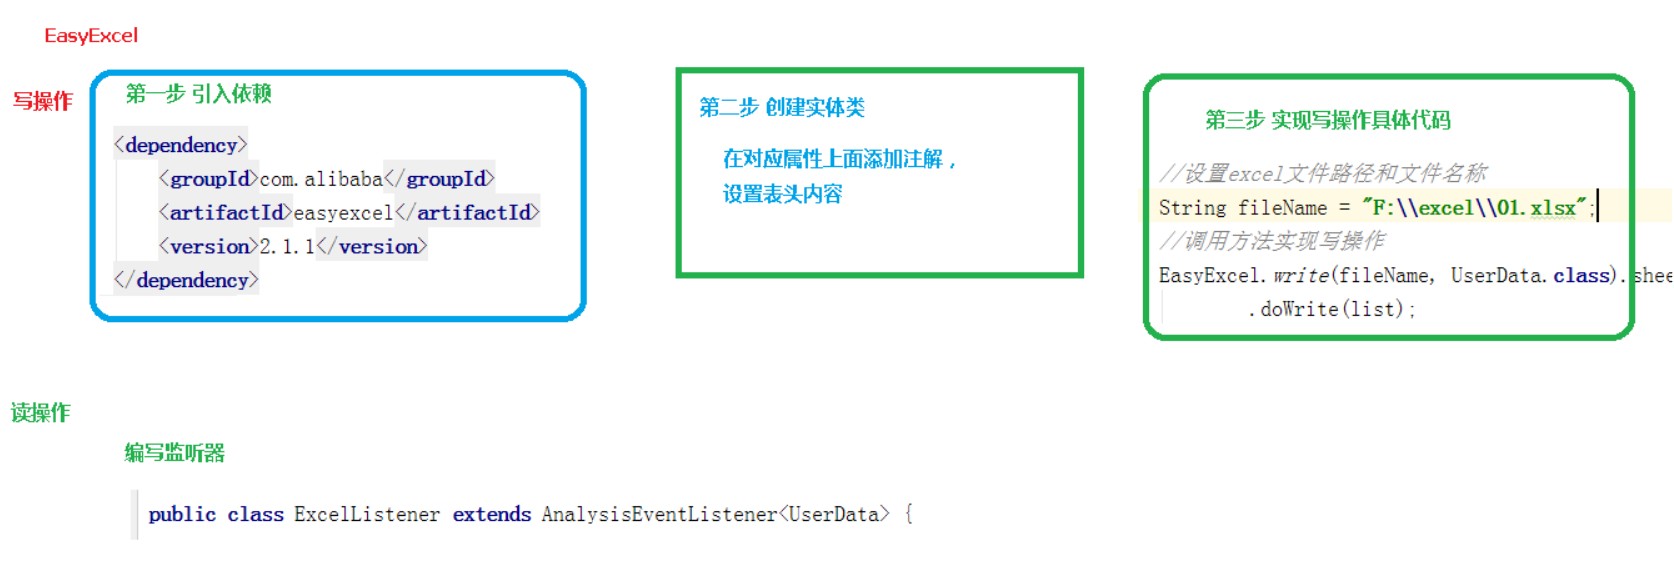 EasyExcel
写操作
第一步 引入依赖
<dependency>
<groupId>com.alibaba</groupId>
<artifactId>easyexcel</artifactId>
<version>2.1.1</version>
</dependency>
第二步 创建实体类
在对应属性上面添加注解，
设置表头内容
第三步 实现写操作具体代码
//设置excel文件路径和文件名称
String fileName = "F:\\excel\\01.xlsx";
//调用方法实现写操作
EasyExcel.write(fileName, UserData.class).shee
.doWrite(list);
读操作
编写监听器
public class ExcelListener extends AnalysisEventListener<UserData> {